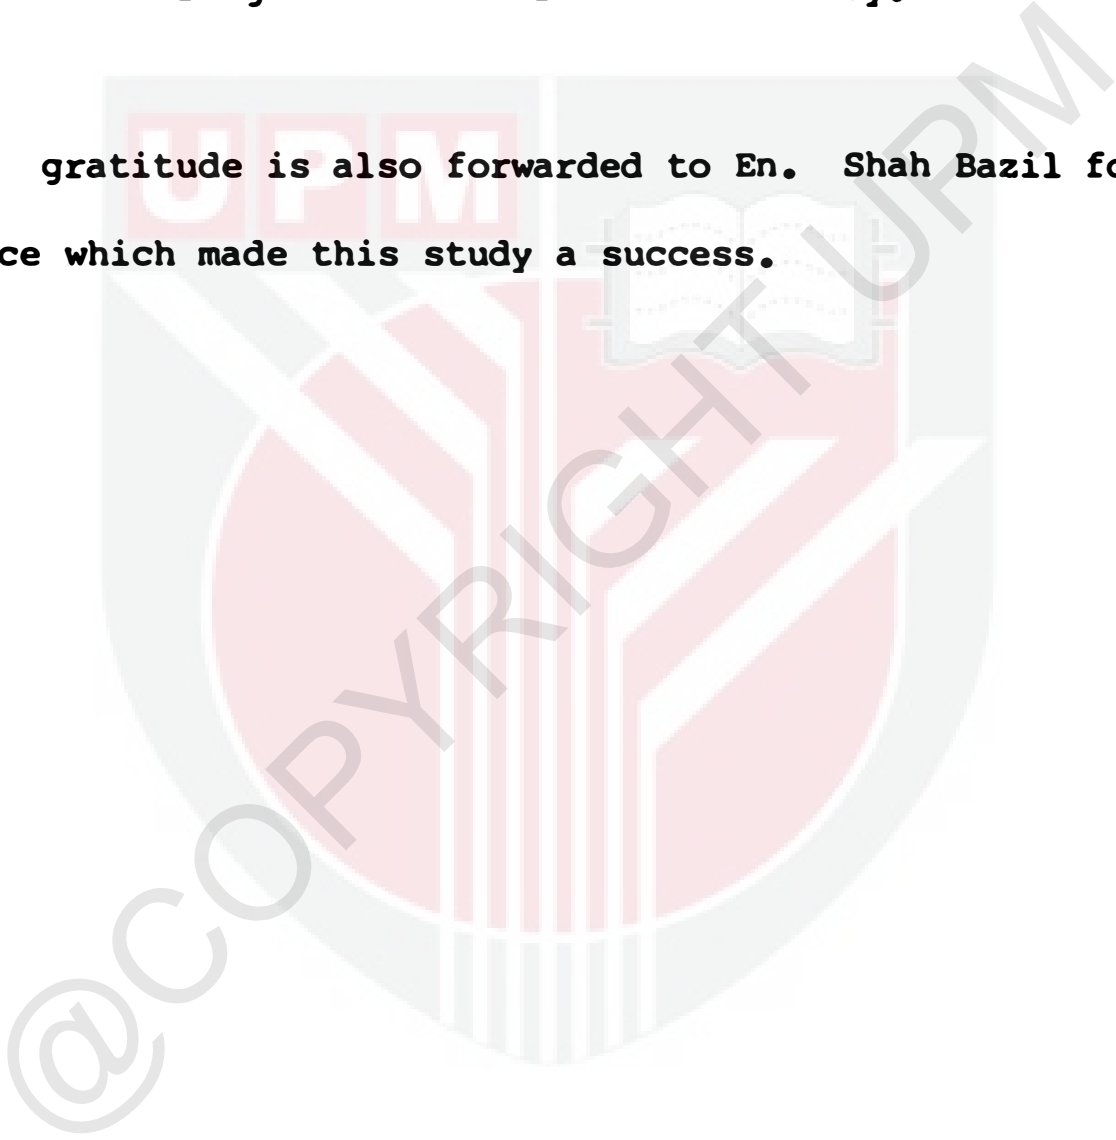 gratitude is also forwarded to En. Shah Bazil fo
ce which made this study a success.
UPM
@COPYRIGHT UPM